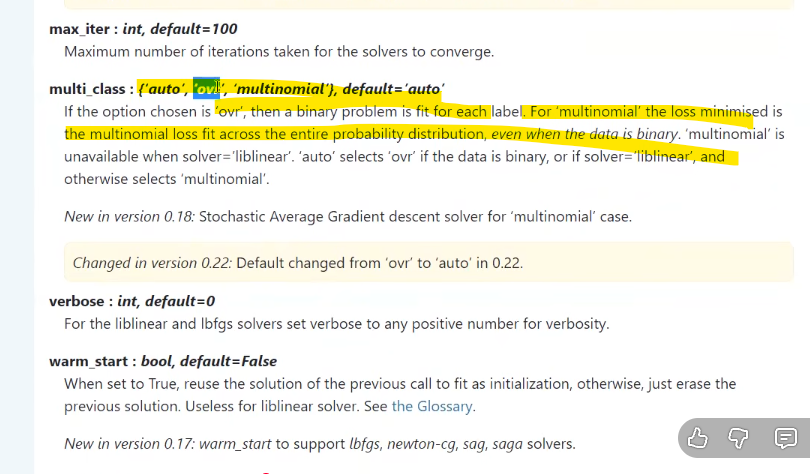 max_iter : int, default=100
Maximum number of iterations taken for the solvers to converge.
multi_class : {'auto', 'ovr', 'multinomial'}, default='auto'
If the option chosen is 'ovr', then a binary problem is fit for each label. For 'multinomial' the loss minimised is
the multinomial loss fit across the entire probability distribution, even when the data is binary. 'multinomial' is
unavailable when solver='liblinear'. 'auto' selects 'ovr' if the data is binary, or if solver='liblinear', and
otherwise selects 'multinomial'.
New in version 0.18: Stochastic Average Gradient descent solver for 'multinomial' case.
Changed in version 0.22: Default changed from 'ovr' to 'auto' in 0.22.
verbose : int, default=0
For the liblinear and lbfgs solvers set verbose to any positive number for verbosity.
warm_start : bool, default=False
When set to True, reuse the solution of the previous call to fit as initialization, otherwise, just erase the
previous solution. Useless for liblinear solver. See the Glossary.
New in version 0.17: warm_start to support lbfgs, newton-cg, sag, saga solvers.